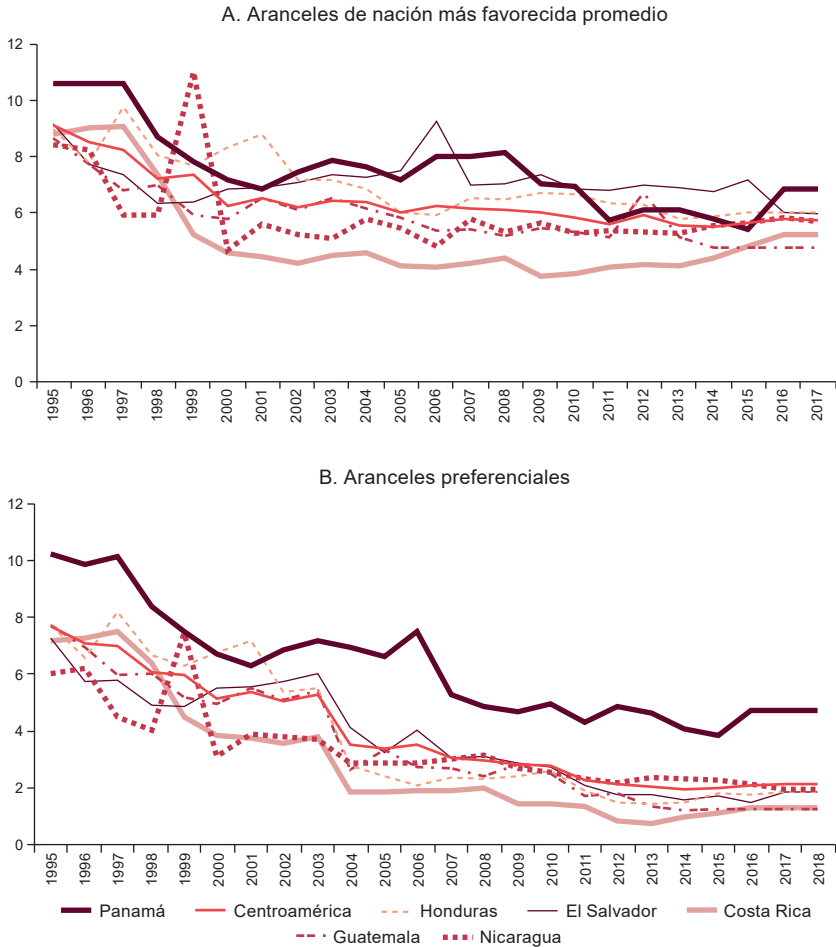 A. Aranceles de nación más favorecida promedio
12
10
8
6
4
2
0
1995 1996 1997 1998 1999 2000 2001 2002 2003 2004 2005 2006 2007 2008 2009 2010 2011 2012 2013 2014 2015 2016 2017
B. Aranceles preferenciales
12
10
8
6
4
2
0
1995 1996 1997 1998 1999 2000 2001 2002 2003 2004 2005 2006 2007 2008 2009 2010 2011 2012 2013 2014 2015 2016 2017 2018
Panamá Centroamérica Honduras El Salvador Costa Rica
Guatemala Nicaragua